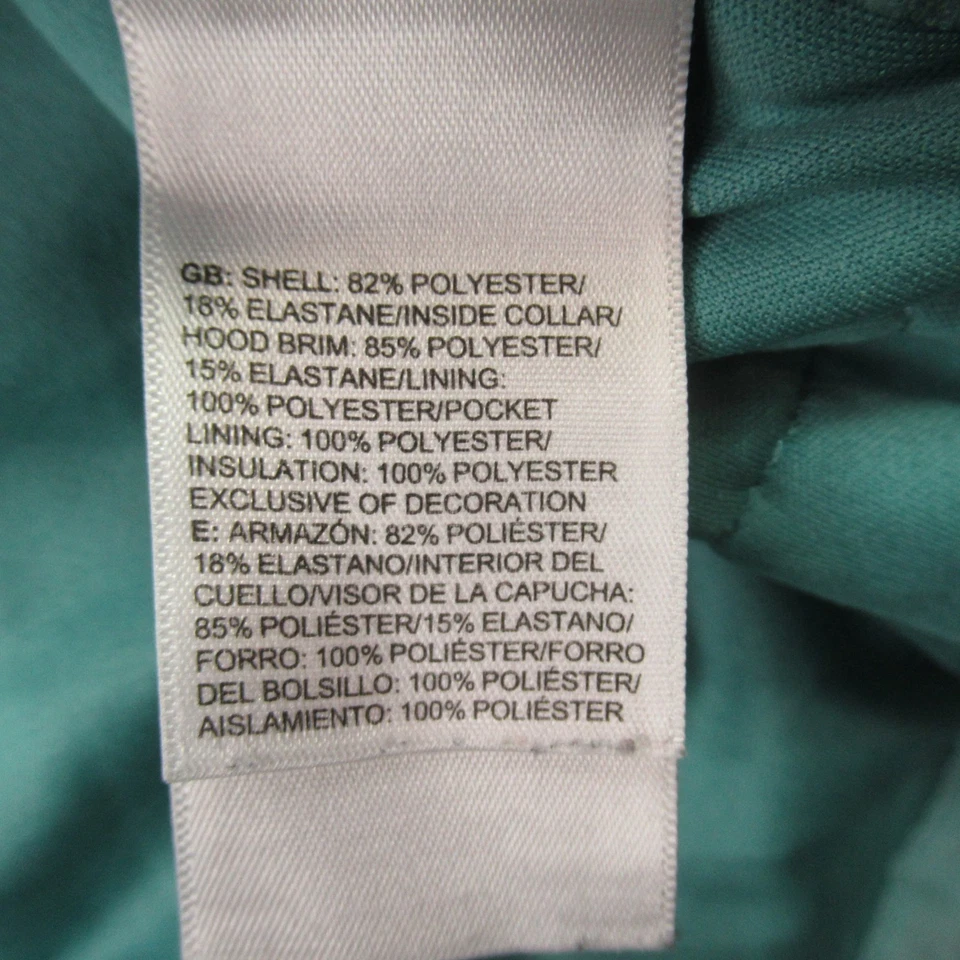 GB: SHELL: 82% POLYESTER/
18% ELASTANE/INSIDE COLLAR/
HOOD BRIM: 85% POLYESTER/
15% ELASTANE/LINING:
100% POLYESTER/POCKET
LINING: 100% POLYESTER/
INSULATION: 100% POLYESTER
EXCLUSIVE OF DECORATION
E: ARMAZÓN: 82% POLIÉSTER/
18% ELASTANO/INTERIOR DEL
CUELLO/VISOR DE LA CAPUCHA:
85% POLIÉSTER/15% ELASTANO/
FORRO: 100% POLIÉSTER/FORRO
DEL BOLSILLO: 100% POLIÉSTER/
AISLAMIENTO: 100% POLIÉSTER